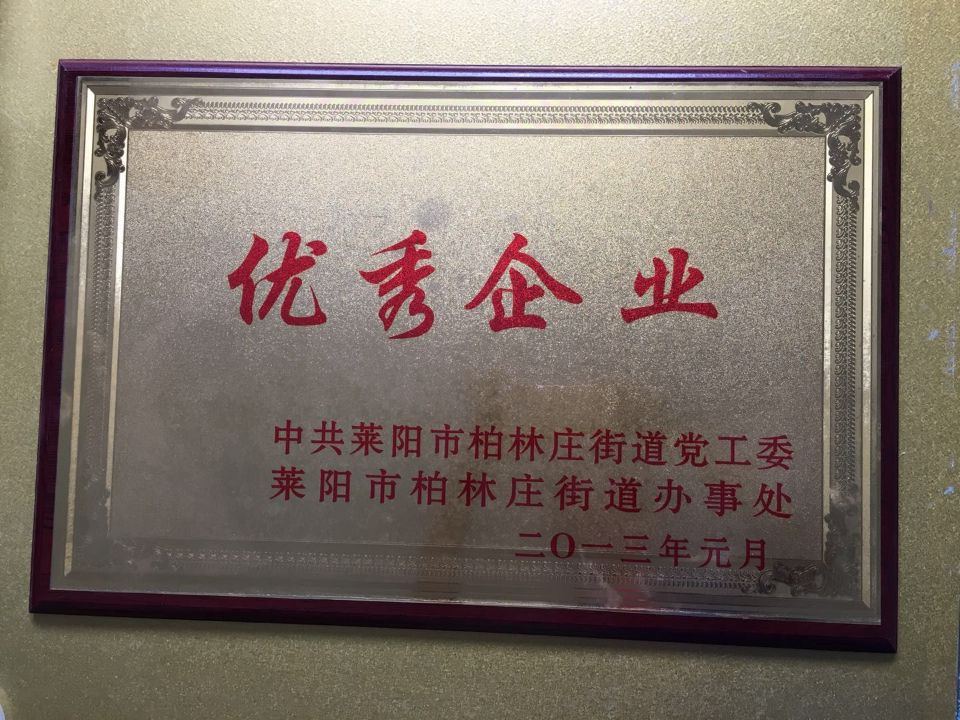 优秀企业
中共莱阳市柏林庄街道党工委
莱阳市柏林庄街道办事处
二〇一三年元月